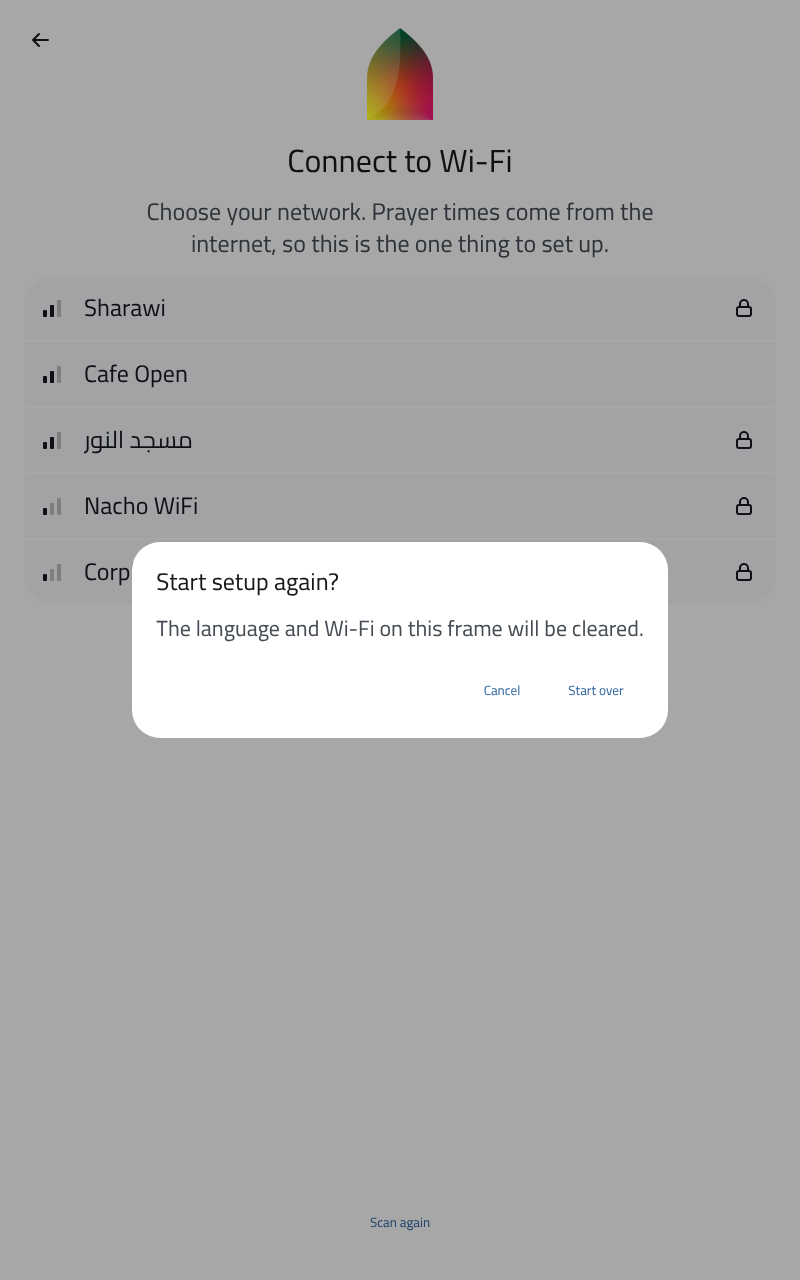 Connect to Wi-Fi
Choose your network. Prayer times come from the
internet, so this is the one thing to set up.
Sharawi
Cafe Open
مسجد النور
Nacho WiFi
Corp
Start setup again?
The language and Wi-Fi on this frame will be cleared.
Cancel
Start over
Scan again